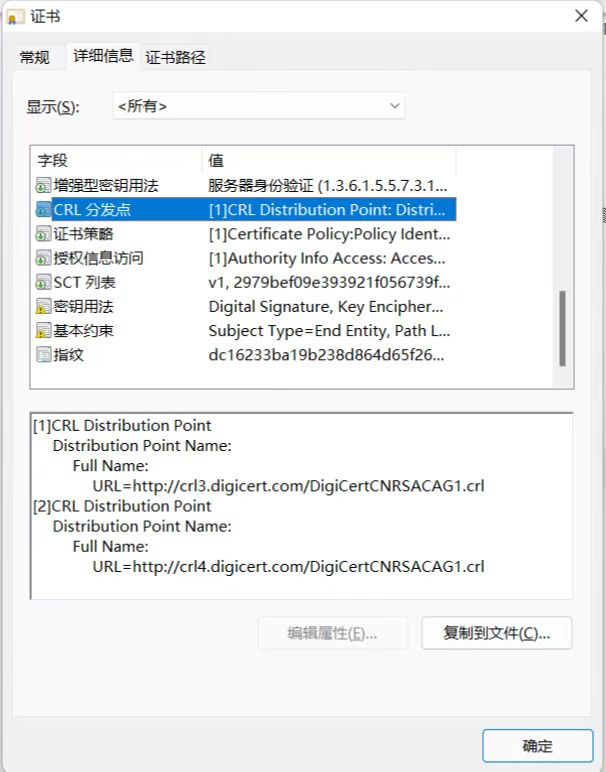 证书
常规 详细信息 证书路径
显示(S): <所有>
字段 值
增强型密钥用法 服务器身份验证 (1.3.6.1.5.5.7.3.1...
CRL 分发点 [1]CRL Distribution Point: Distri...
证书策略 [1]Certificate Policy:Policy Ident...
授权信息访问 [1]Authority Info Access: Acces...
SCT 列表 v1, 2979bef09e393921f056739f...
密钥用法 Digital Signature, Key Encipher...
基本约束 Subject Type=End Entity, Path L...
指纹 dc16233ba19b238d864d65f26...
[1]CRL Distribution Point
Distribution Point Name:
Full Name:
URL=http://crl3.digicert.com/DigiCertCNRSACAG1.crl
[2]CRL Distribution Point
Distribution Point Name:
Full Name:
URL=http://crl4.digicert.com/DigiCertCNRSACAG1.crl
编辑属性(E)... 复制到文件(C)...
确定